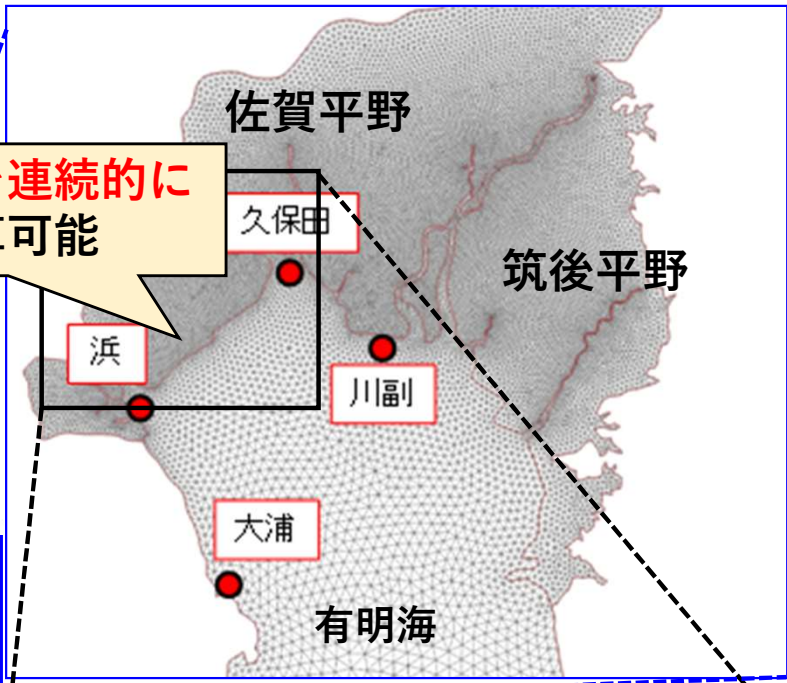 佐賀平野
連続的に
可能
久保田
筑後平野
浜
川副
大浦
有明海